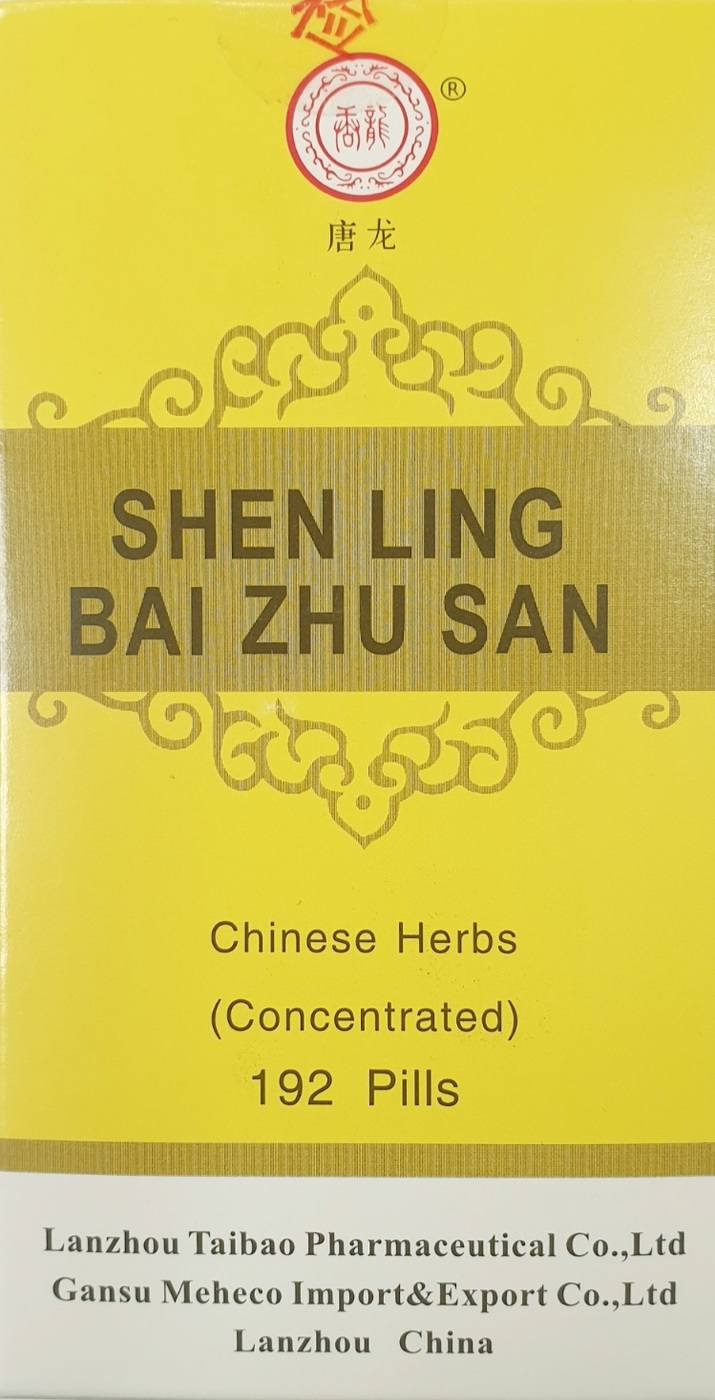 检
®
唐龙
SHEN LING
BAI ZHU SAN
Chinese Herbs
(Concentrated)
192 Pills
Lanzhou Taibao Pharmaceutical Co.,Ltd
Gansu Meheco Import&Export Co.,Ltd
Lanzhou China